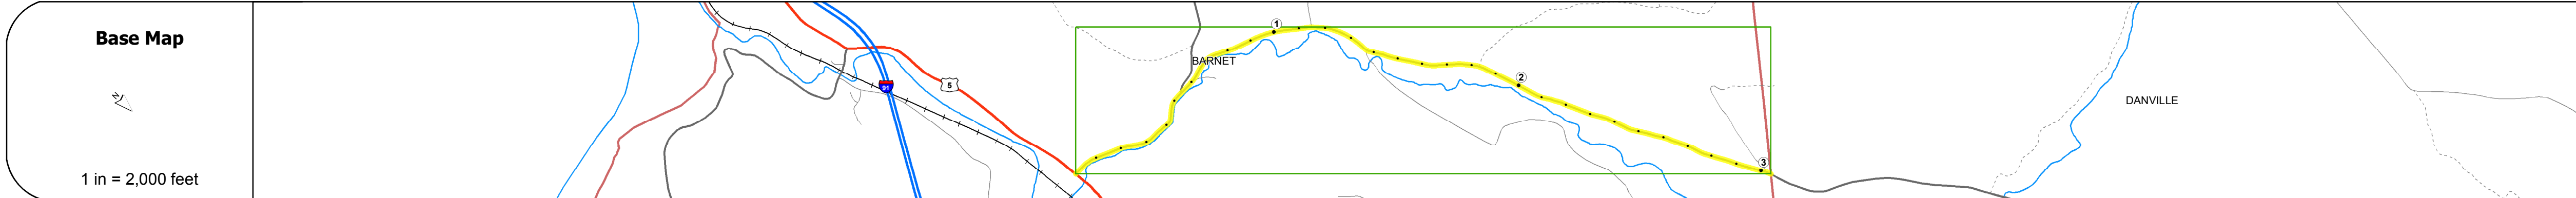 Base Map
N
1 in = 2,000 feet
91
5
BARNET
1
2
3
DANVILLE